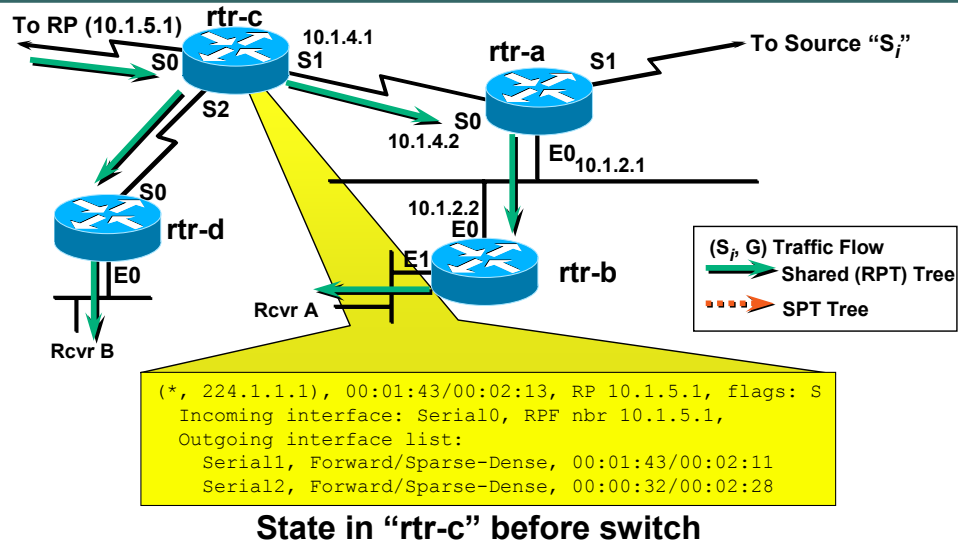 rtr-c
To RP (10.1.5.1)
10.1.4.1
S0
S1
S2
rtr-a
S1
To Source "Si"
S0
10.1.4.2
E0
10.1.2.1
S0
rtr-d
E0
Rcvr B
10.1.2.2
E0
E1
rtr-b
Rcvr A
(Si, G) Traffic Flow
Shared (RPT) Tree
SPT Tree
(*, 224.1.1.1), 00:01:43/00:02:13, RP 10.1.5.1, flags: S
Incoming interface: Serial0, RPF nbr 10.1.5.1,
Outgoing interface list:
Serial1, Forward/Sparse-Dense, 00:01:43/00:02:11
Serial2, Forward/Sparse-Dense, 00:00:32/00:02:28
State in "rtr-c" before switch